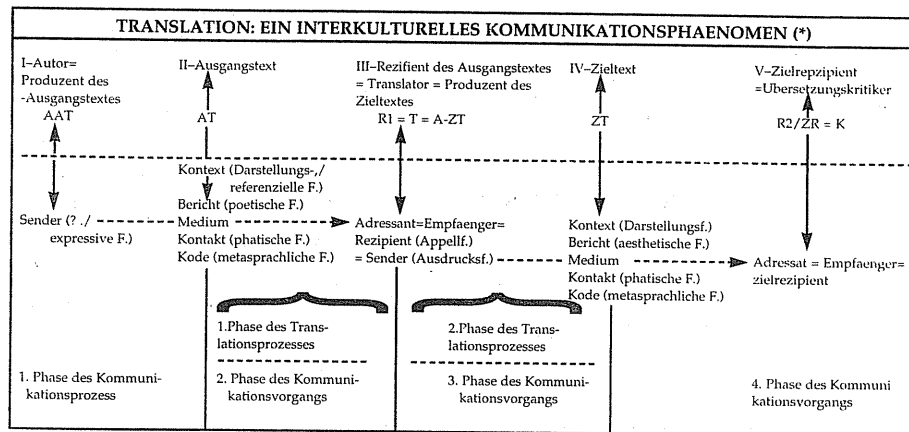 TRANSLATION: EIN INTERKULTURELLES KOMMUNIKATIONSPHAENOMEN (*)
I–Autor=
Produzent des
-Ausgangstextes
AAT
II–Ausgangstext
AT
III–Rezifient des Ausgangstextes
= Translator = Produzent des
Zieltextes
R1 = T = A-ZT
IV–Zieltext
ZT
V–Zielrepzipient
=Ubersetzungskritiker
R2/ZR = K
Sender (? ./
expressive F.)
Kontext (Darstellungs-,/
referenzielle F.)
Bericht (poetische F.)
Medium
Kontakt (phatische F.)
Kode (metasprachliche F.)
Adressant=Empfaenger=
Rezipient (Appellf.)
= Sender (Ausdrucksf.)
Kontext (Darstellungsf.)
Bericht (aesthetische F.)
Medium
Kontakt (phatische F.)
Kode (metasprachliche F.)
Adressat = Empfaenger=
zielrezipient
1.Phase des Trans-
lationsprozesses
2.Phase des Trans-
lationsprozesses
1. Phase des Kommuni-
kationsprozess
2. Phase des Kommuni-
kationsvorgangs
3. Phase des Kommuni-
kationsvorgangs
4. Phase des Kommuni
kationsvorgangs